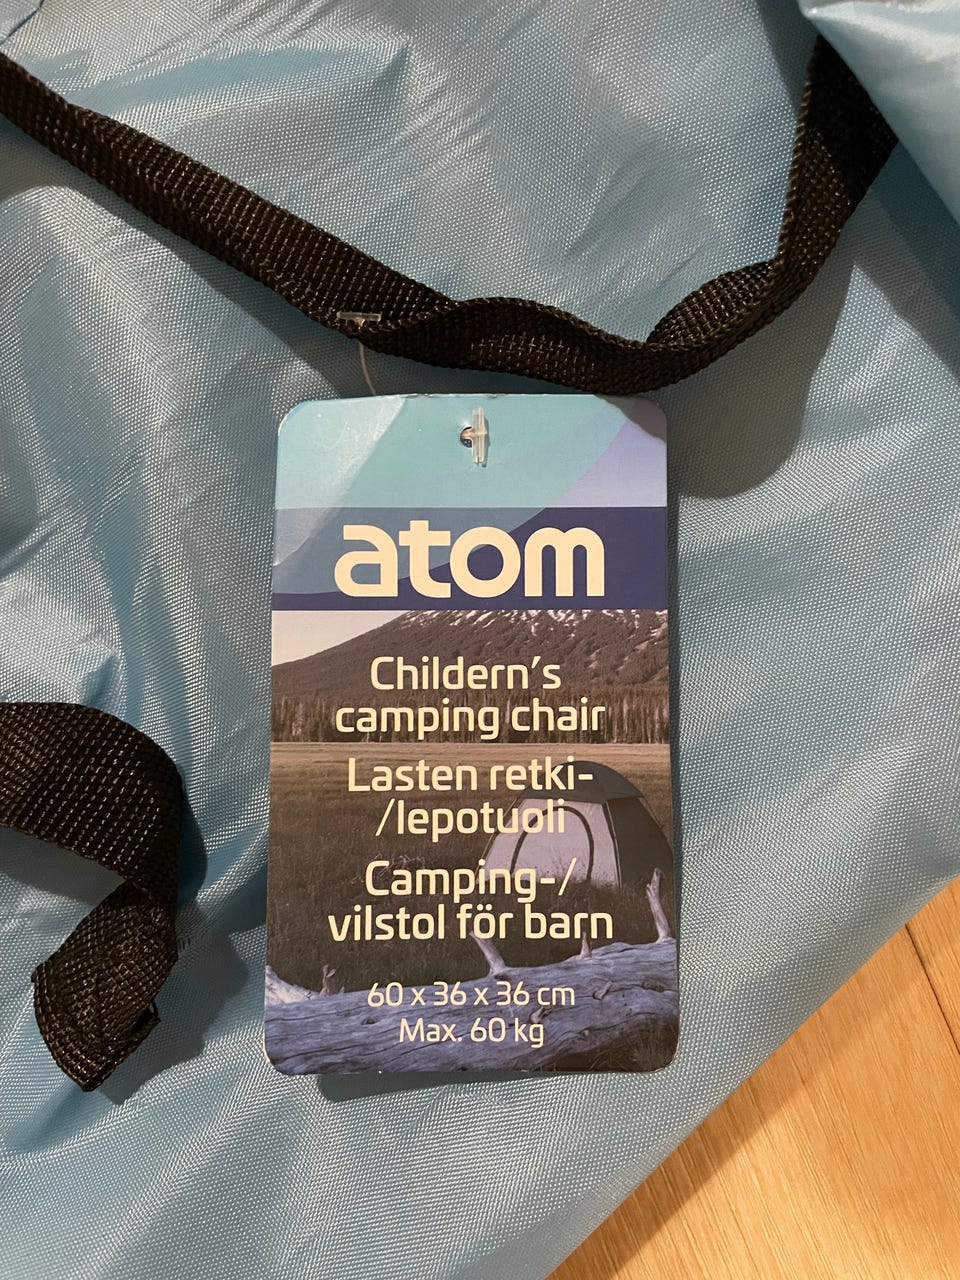 atom
Childern's
camping chair
Lasten retki-
/lepotuoli
Camping-/
vilstol för barn
60 x 36 x 36 cm
Max. 60 kg